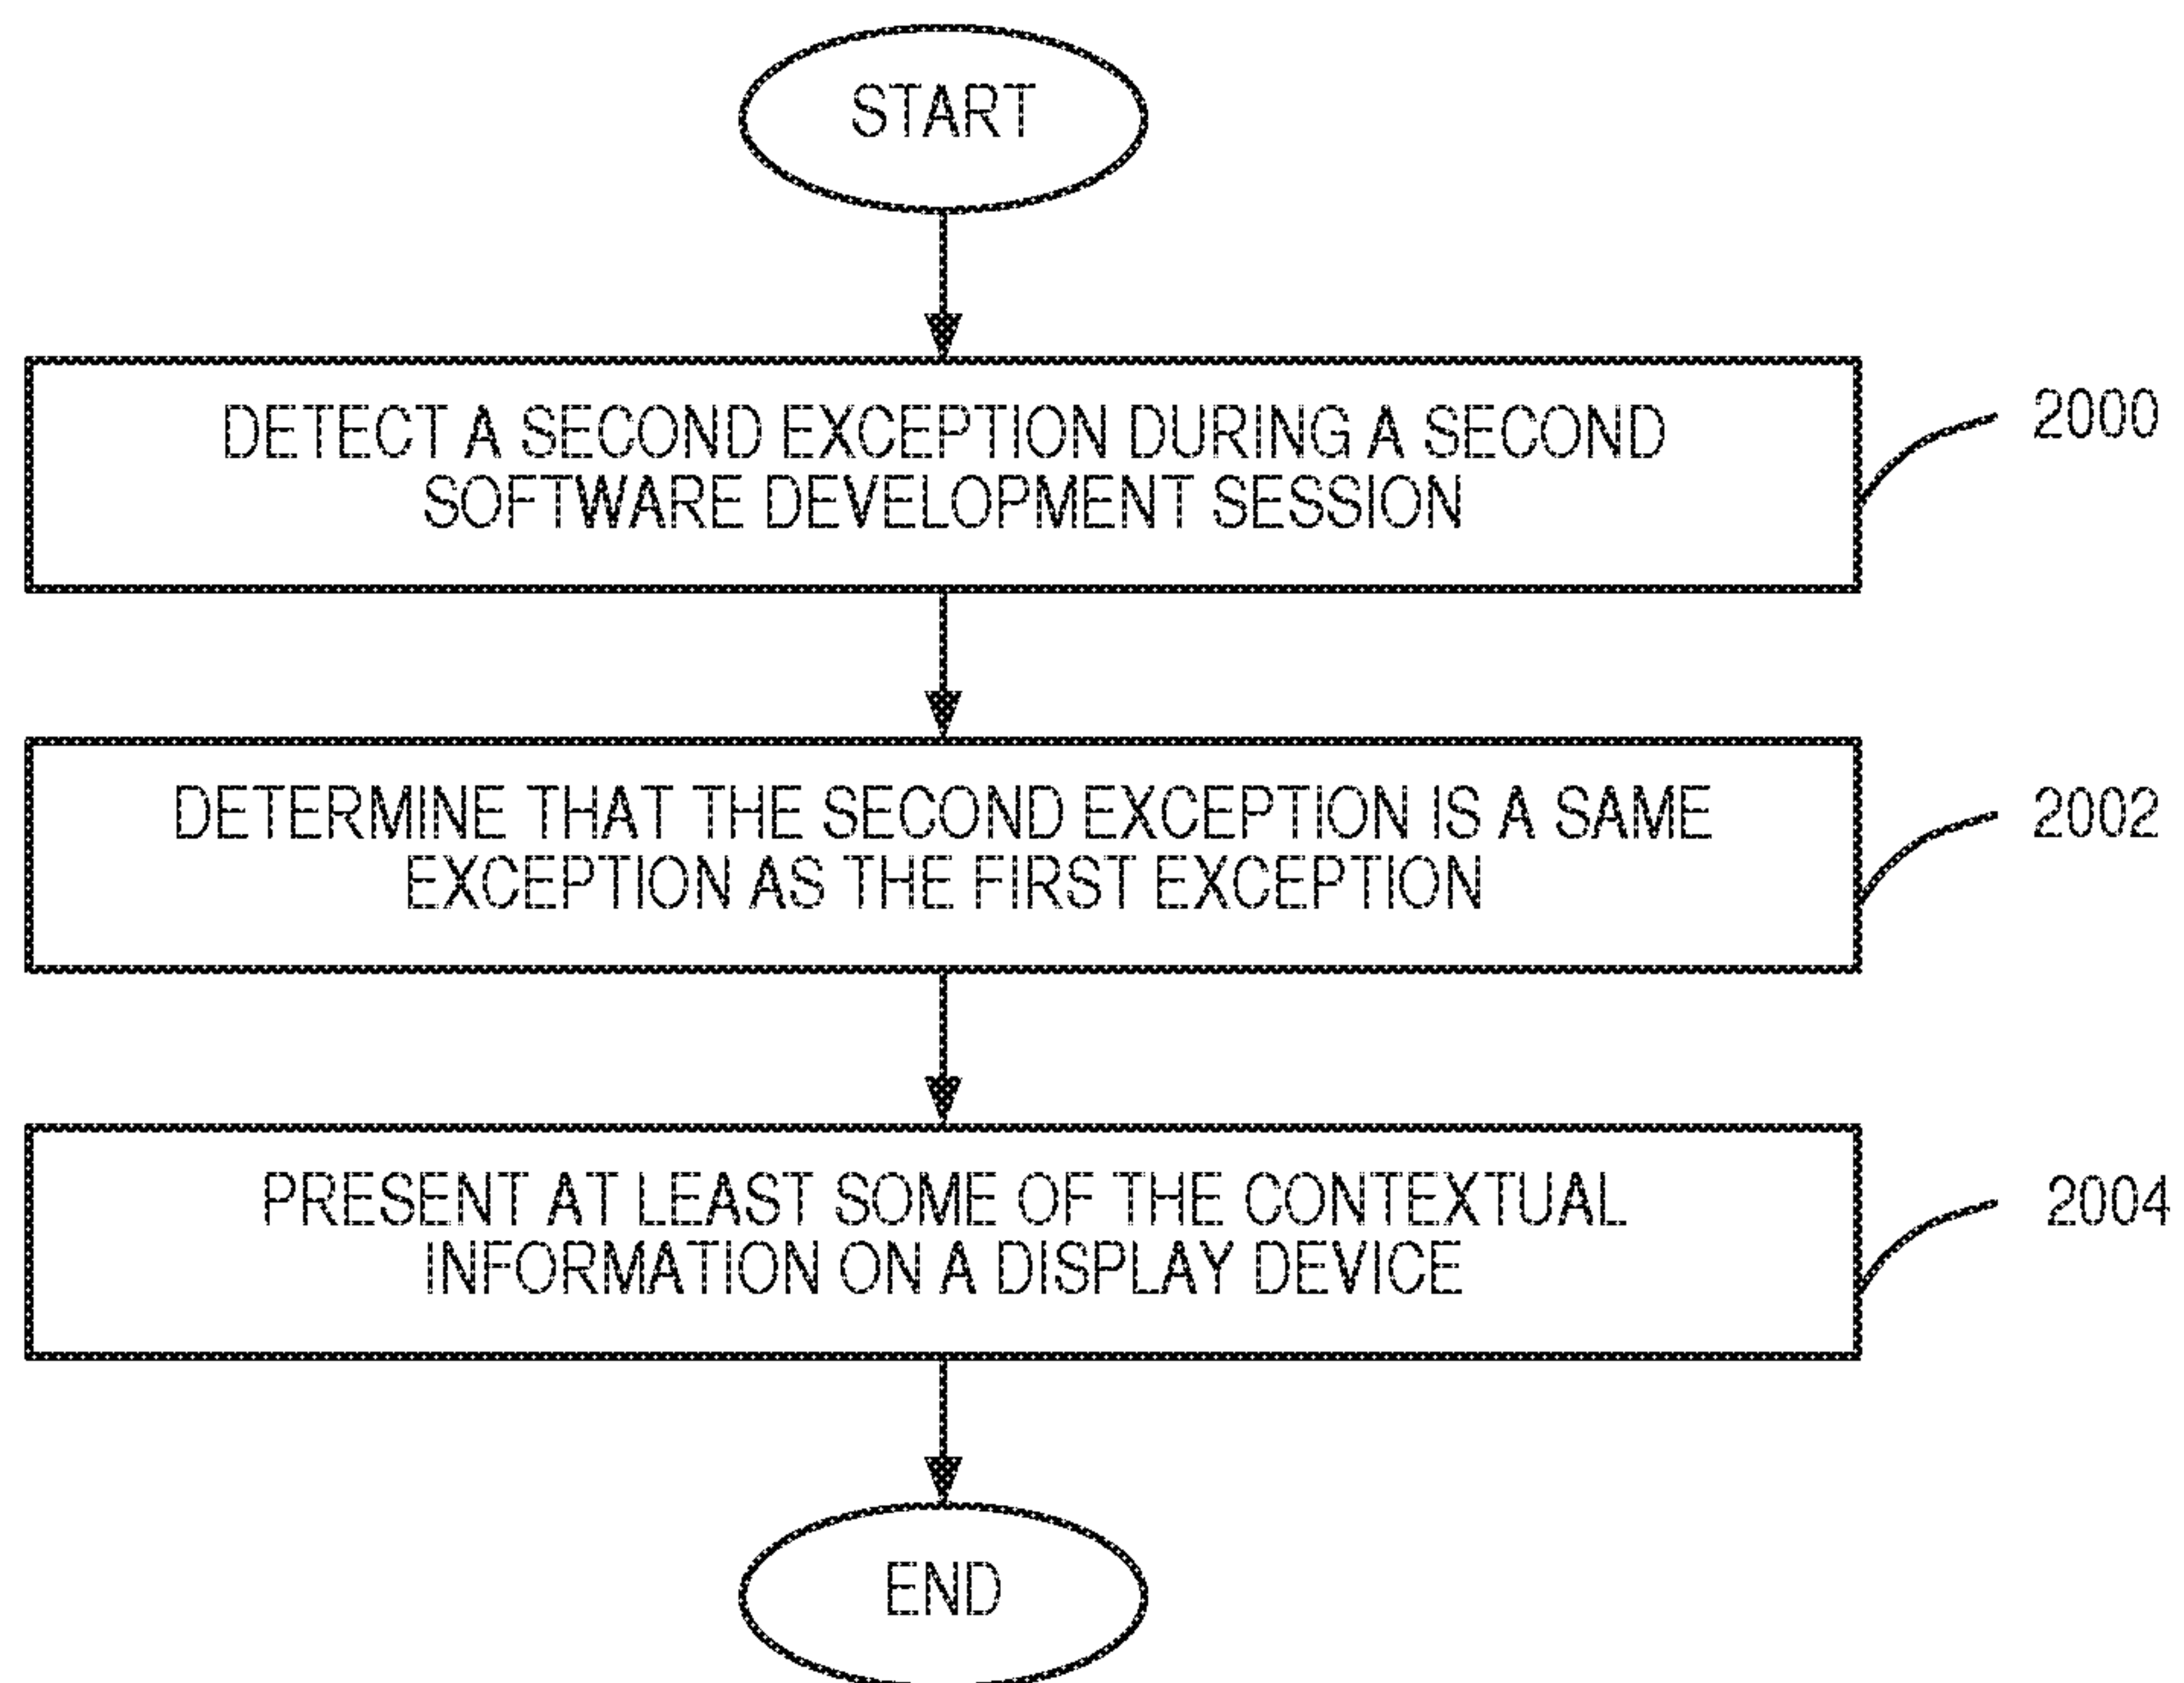 START
DETECT A SECOND EXCEPTION DURING A SECOND
SOFTWARE DEVELOPMENT SESSION
2000
DETERMINE THAT THE SECOND EXCEPTION IS A SAME
EXCEPTION AS THE FIRST EXCEPTION
2002
PRESENT AT LEAST SOME OF THE CONTEXTUAL
INFORMATION ON A DISPLAY DEVICE
2004
END